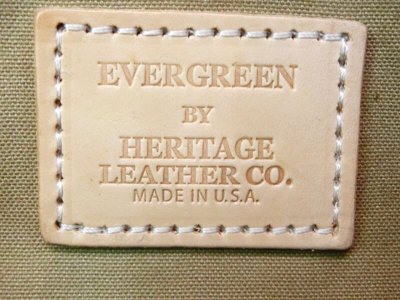 EVERGREEN
BY
HERITAGE
LEATHER CO.
MADE IN U.S.A.